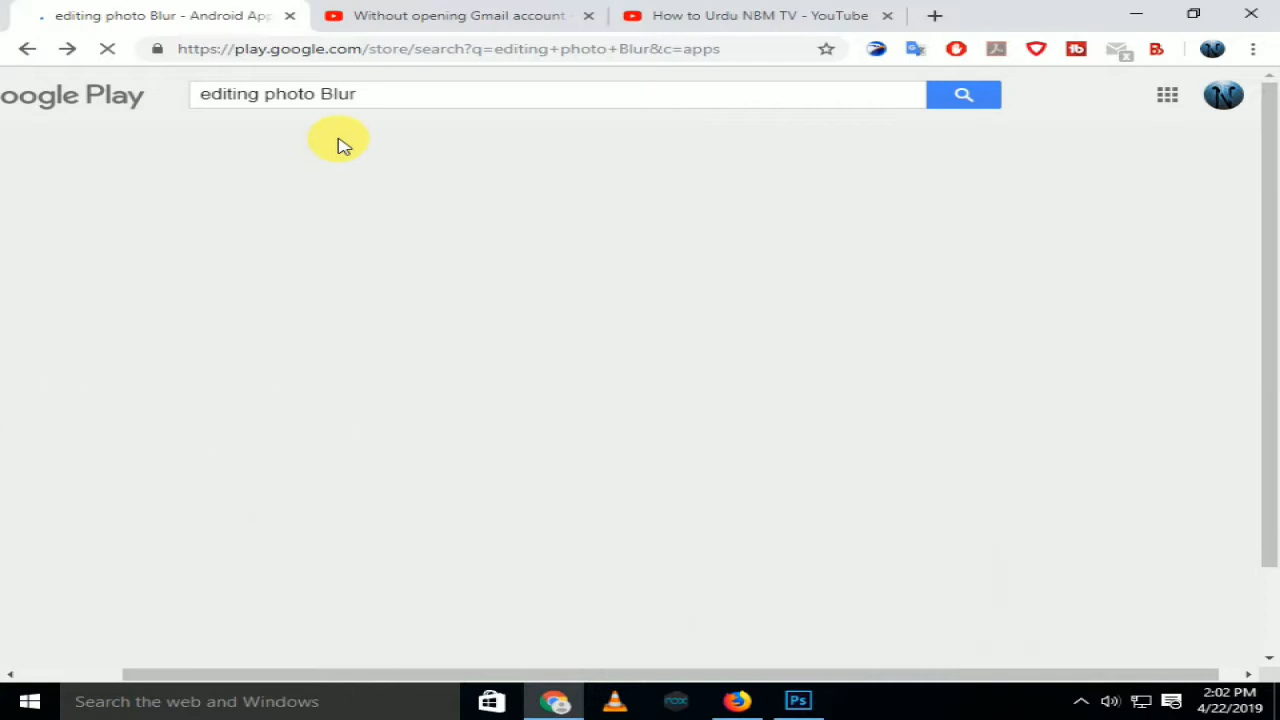 editing photo Blur - Android App
Without opening Gmail account
How to Urdu NBM TV - YouTube
https://play.google.com/store/search?q=editing+photo+Blur&c=apps
oogle Play
editing photo Blur
Search the web and Windows
nox
Ps
2:02 PM
4/22/2019